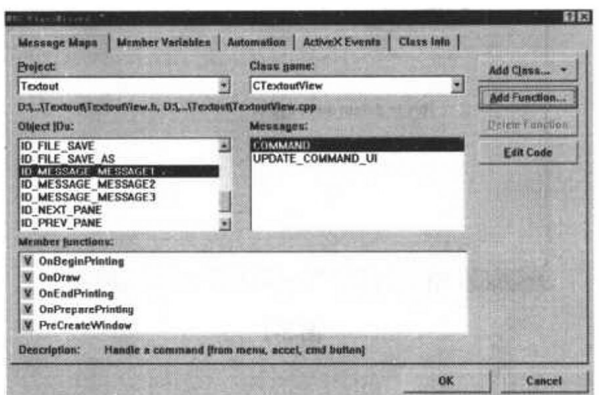 MFC ClassWizard
Message Maps
Member Variables
Automation
ActiveX Events
Class Info
Project:
Class name:
Textout
CTextoutView
Add Class...
Add Function...
D:\...\Textout\TextoutView.h, D:\...\Textout\TextoutView.cpp
Delete Function
Object IDs:
Messages:
Edit Code
ID_FILE_SAVE
ID_FILE_SAVE_AS
ID_MESSAGE_MESSAGE1
ID_MESSAGE_MESSAGE2
ID_MESSAGE_MESSAGE3
ID_NEXT_PANE
ID_PREV_PANE
COMMAND
UPDATE_COMMAND_UI
Member functions:
V OnBeginPrinting
V OnDraw
V OnEndPrinting
V OnPreparePrinting
V PreCreateWindow
Description: Handle a command (from menu, accel, cmd button)
OK
Cancel